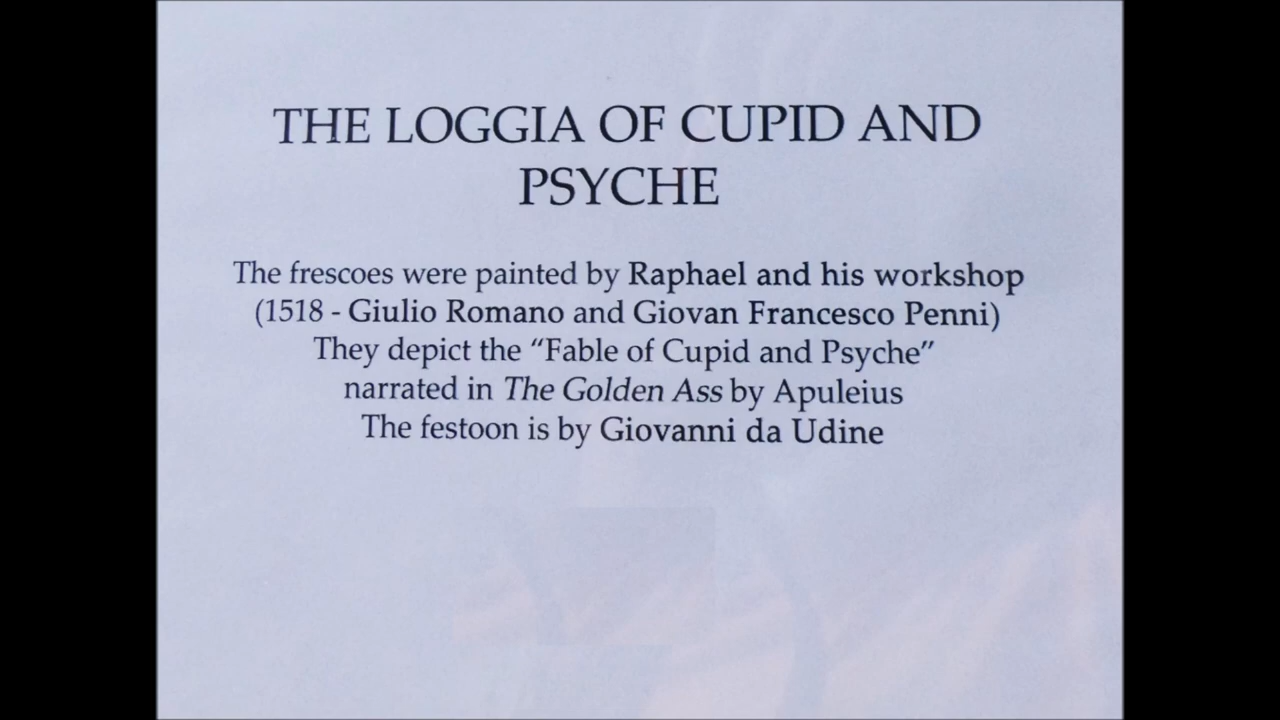 THE LOGGIA OF CUPID AND
PSYCHE
The frescoes were painted by Raphael and his workshop
(1518 - Giulio Romano and Giovan Francesco Penni)
They depict the “Fable of Cupid and Psyche”
narrated in The Golden Ass by Apuleius
The festoon is by Giovanni da Udine